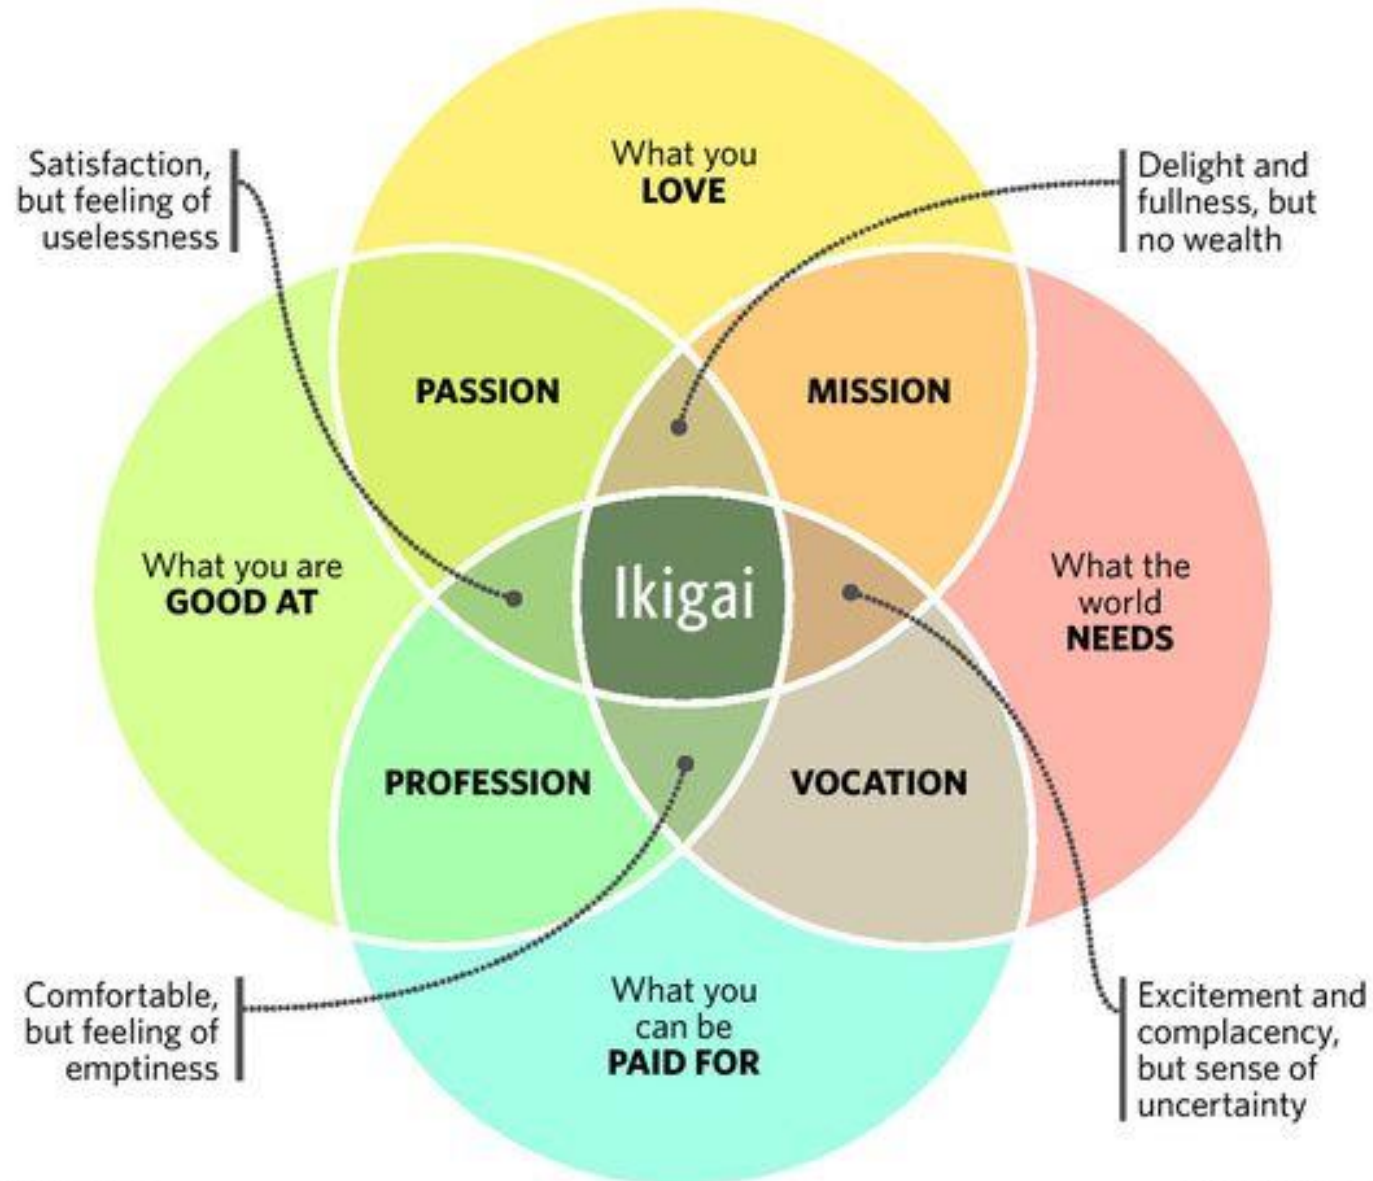 What you
LOVE
Satisfaction,
but feeling of
uselessness
Delight and
fullness, but
no wealth
PASSION
MISSION
What you are
GOOD AT
Ikigai
What the
world
NEEDS
PROFESSION
VOCATION
Comfortable,
but feeling of
emptiness
What you
can be
PAID FOR
Excitement and
complacency,
but sense of
uncertainty